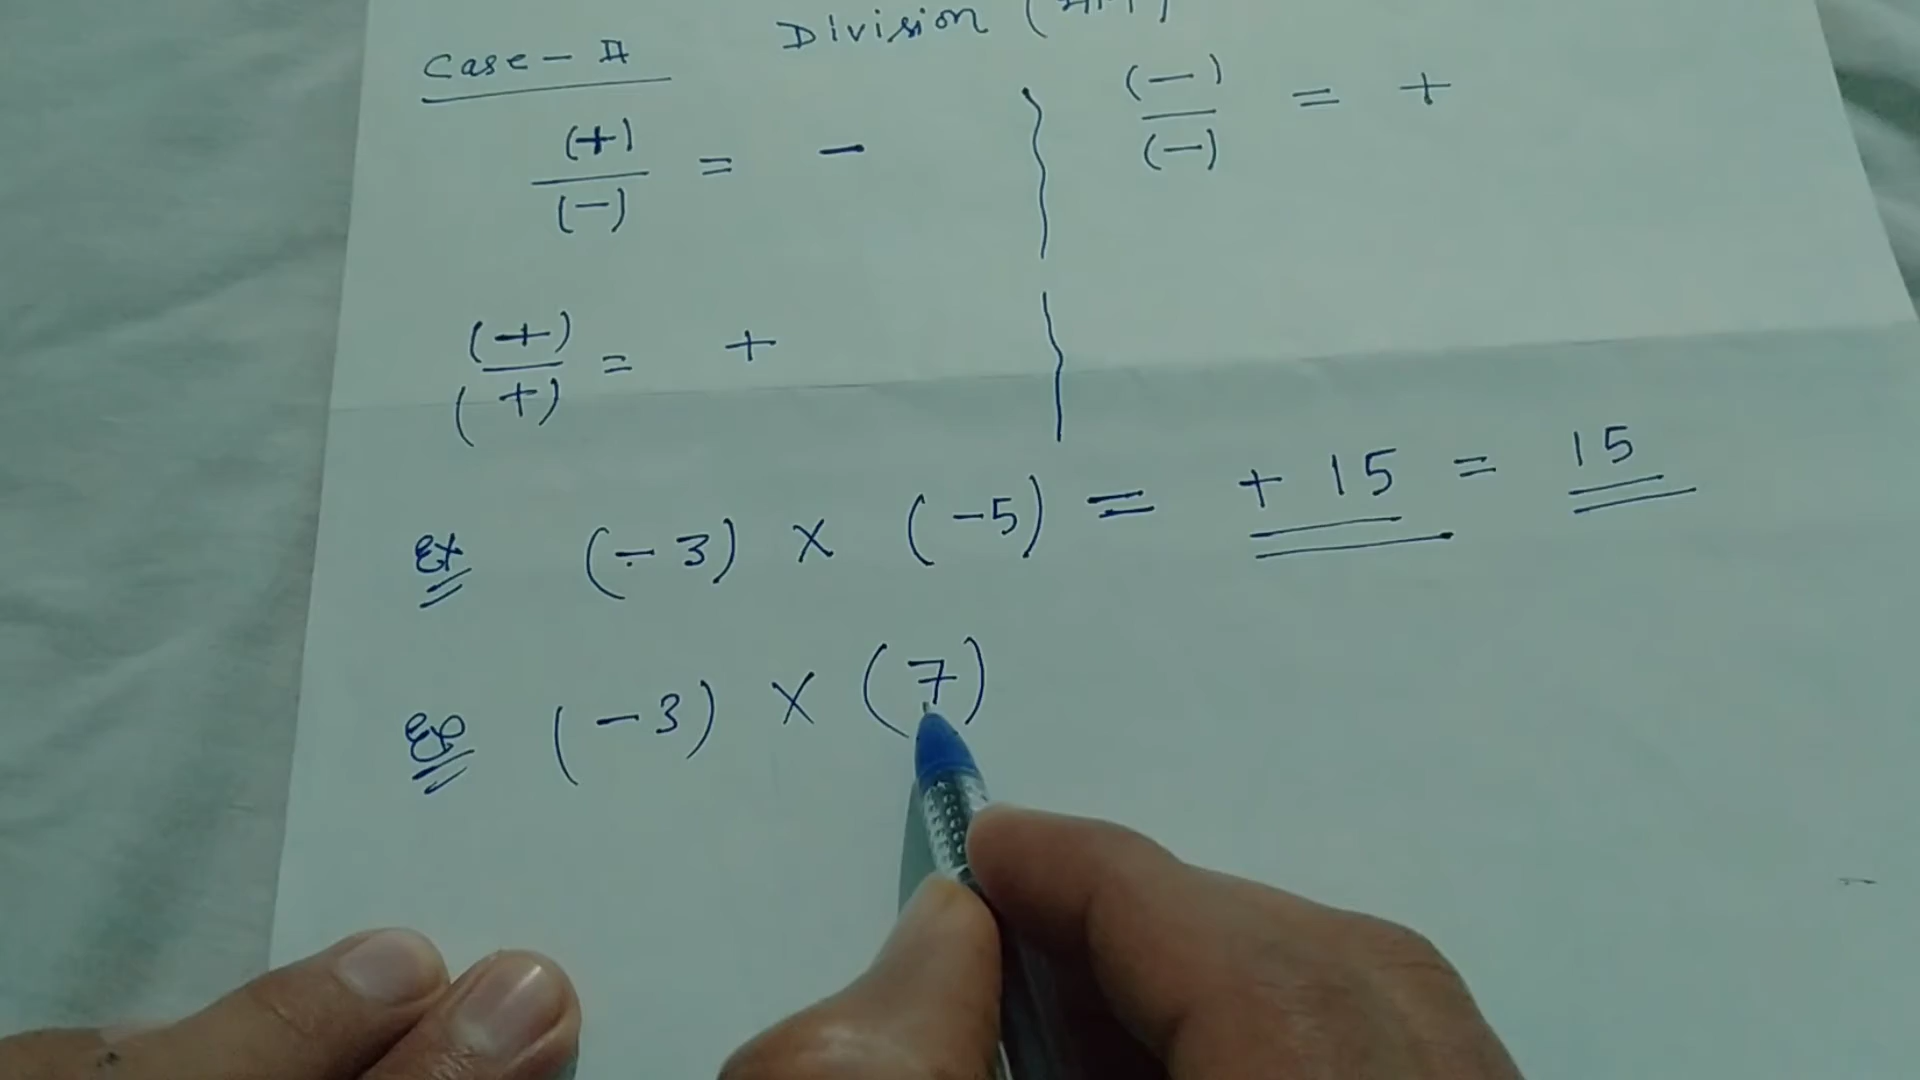 Case - II Division
(+)/(-) = -
(-)/(-) = +
(+)/(+) = +
Ex (-3) × (-5) = +15 = 15
Ex (-3) × (7)